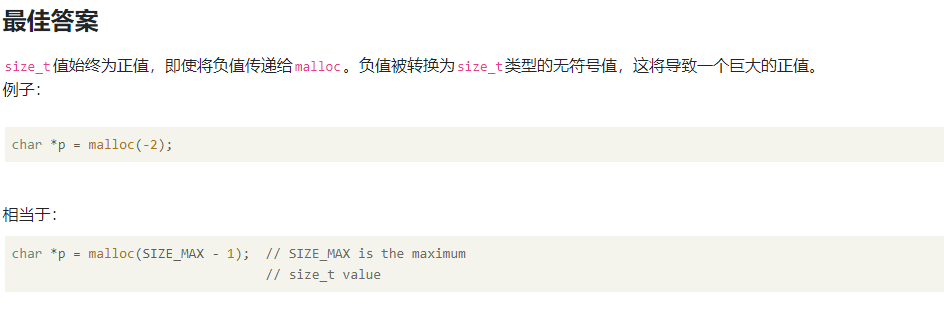 最佳答案
size_t值始终为正值，即使将负值传递给malloc。负值被转换为size_t类型的无符号值，这将导致一个巨大的正值。
例子：
char *p = malloc(-2);
相当于：
char *p = malloc(SIZE_MAX - 1);  // SIZE_MAX is the maximum
                                 // size_t value